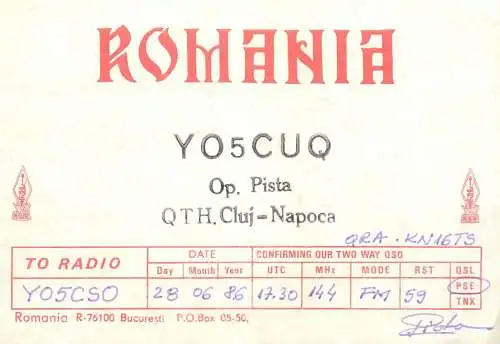 ROMANIA
YO5CUQ
Op. Pista
QTH. Cluj-Napoca
QRA. KN16TS
TO RADIO DATE CONFIRMING OUR TWO WAY QSO
Day Month Year UTC MHz MODE RST QSL
YO5CSO 28 06 86 17.30 144 FM 59 PSE
TNX
Romania R-76100 București P.O.Box 05-50,